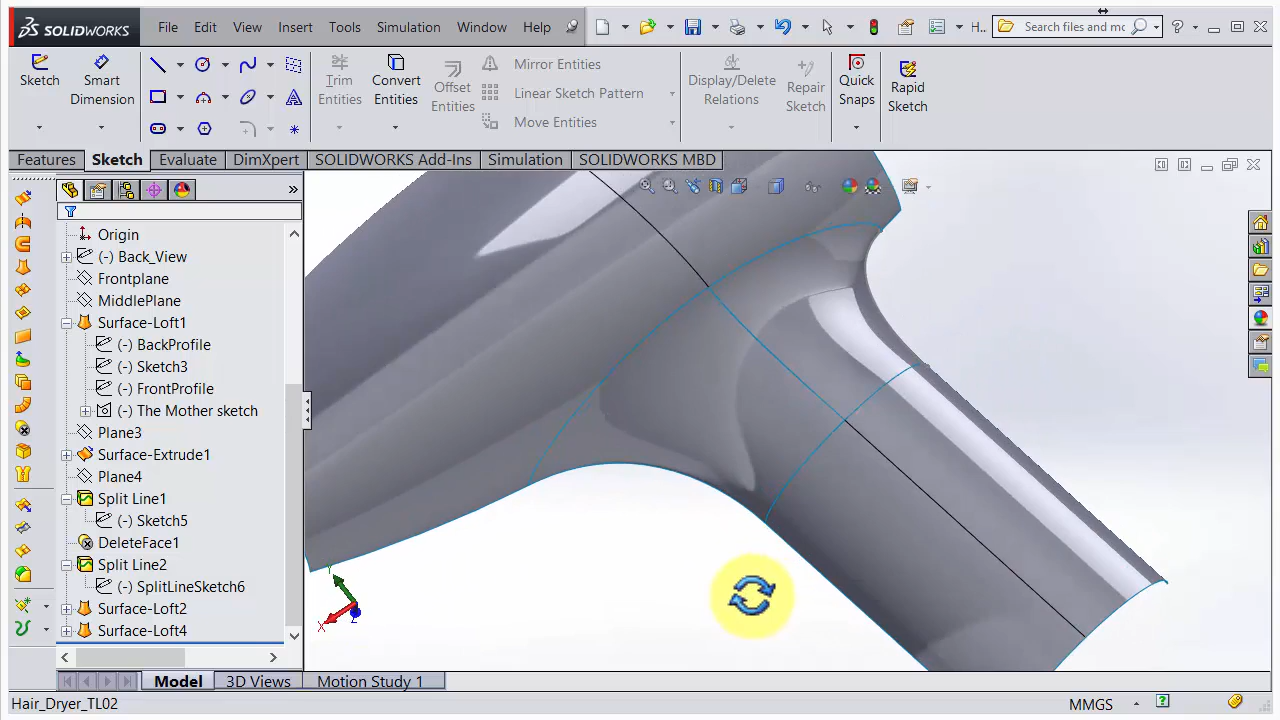 SOLIDWORKS File Edit View Insert Tools Simulation Window Help H... Search files and mo
Sketch Smart Dimension Trim Entities Convert Entities Offset Entities Mirror Entities Linear Sketch Pattern Move Entities Display/Delete Relations Repair Sketch Quick Snaps Rapid Sketch
Features Sketch Evaluate DimXpert SOLIDWORKS Add-Ins Simulation SOLIDWORKS MBD
Origin
(-) Back_View
Frontplane
MiddlePlane
Surface-Loft1
(-) BackProfile
(-) Sketch3
(-) FrontProfile
(-) The Mother sketch
Plane3
Surface-Extrude1
Plane4
Split Line1
(-) Sketch5
DeleteFace1
Split Line2
(-) SplitLineSketch6
Surface-Loft2
Surface-Loft4
X
Model 3D Views Motion Study 1
Hair_Dryer_TL02 MMGS